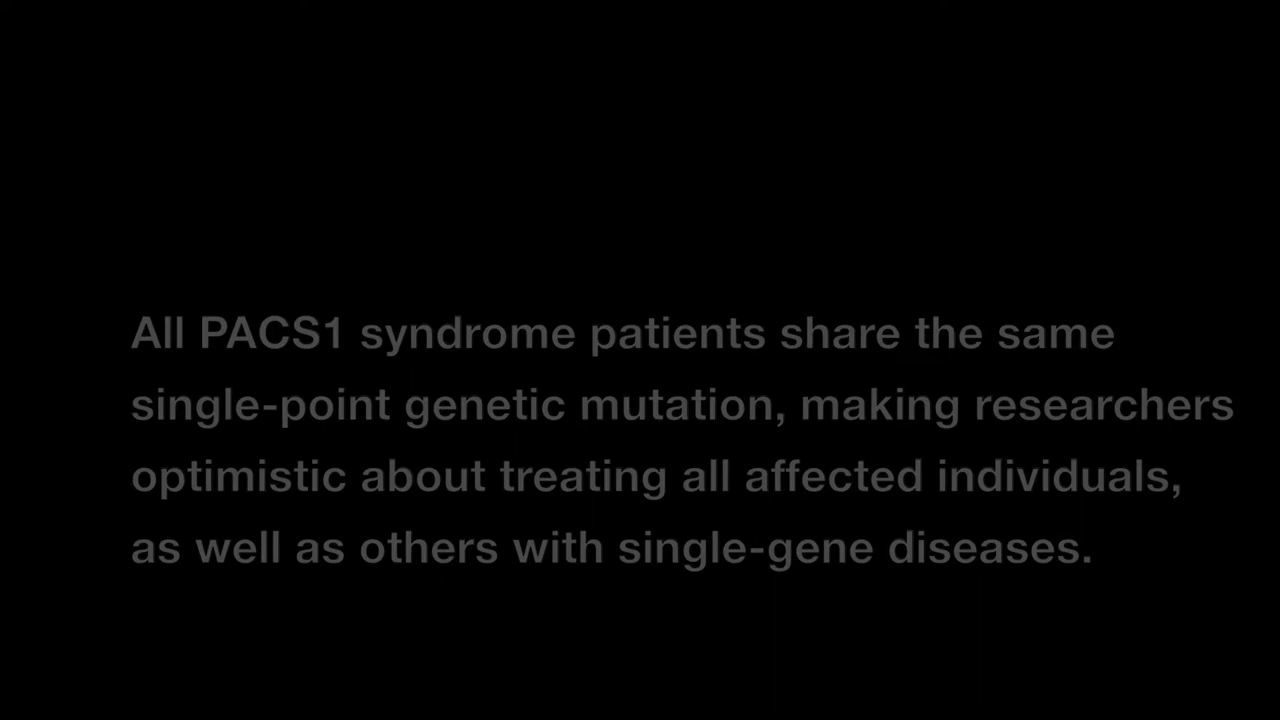 All PACS1 syndrome patients share the same
single-point genetic mutation, making researchers
optimistic about treating all affected individuals,
as well as others with single-gene diseases.